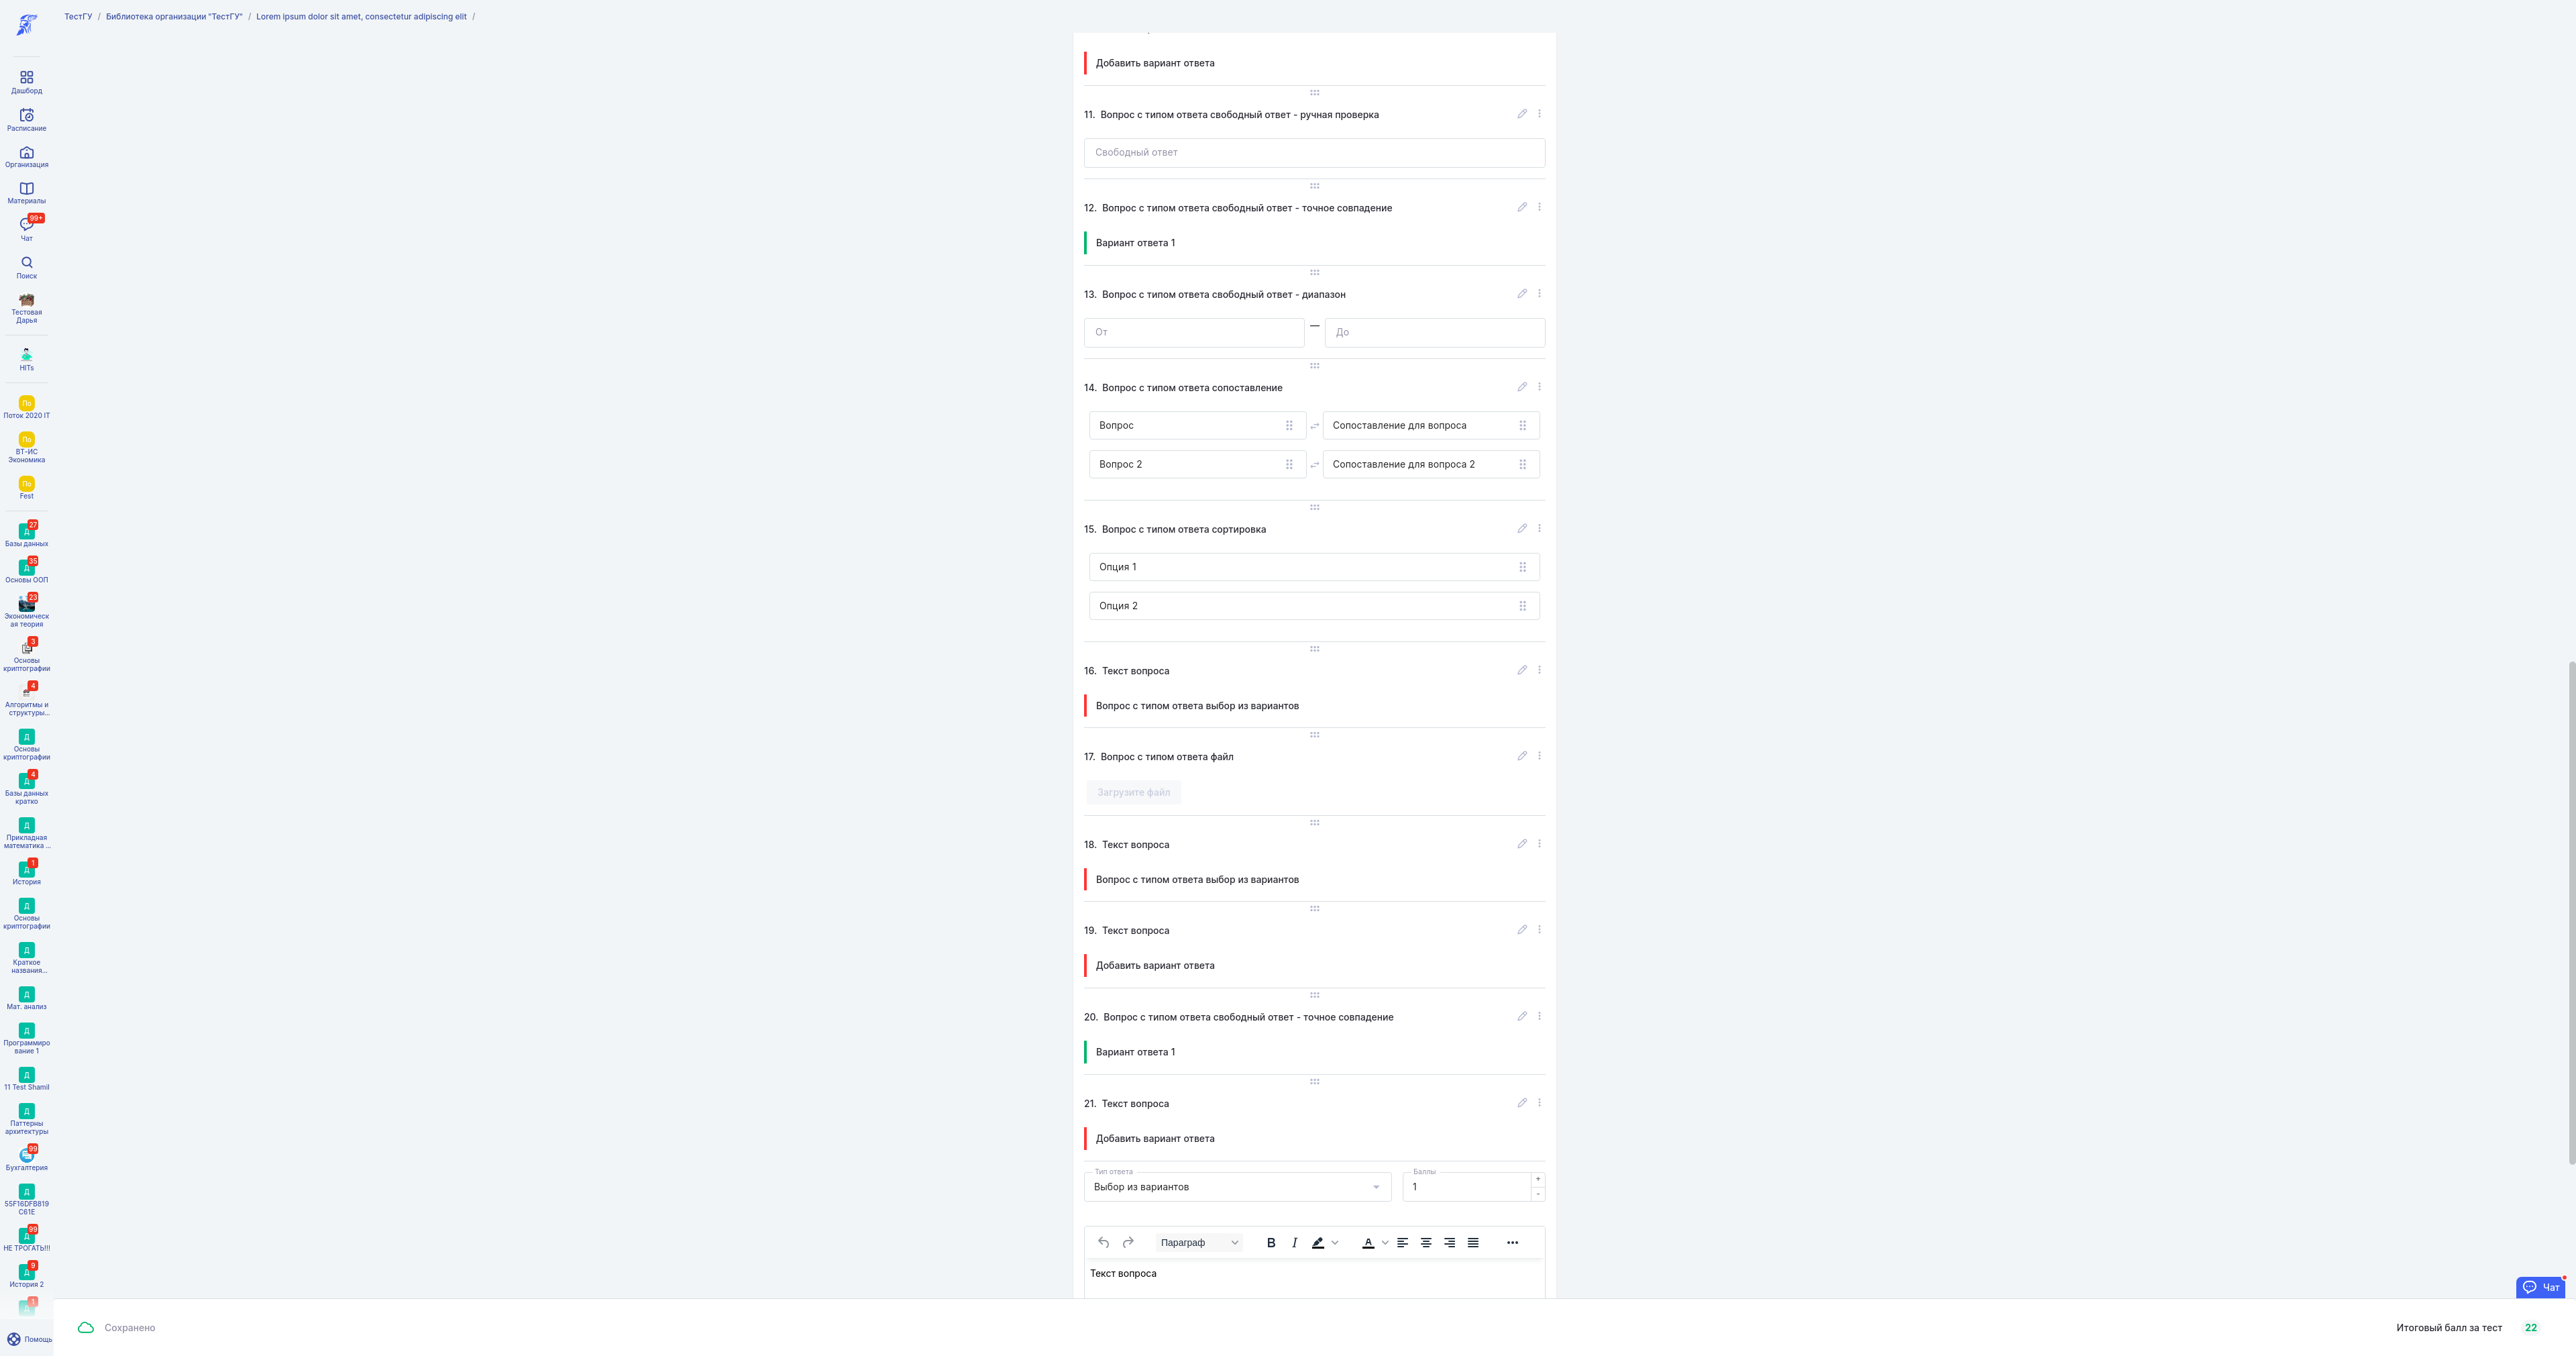 ТестГУ / Библиотека организации "ТестГУ" / Lorem ipsum dolor sit amet, consectetur adipiscing elit /
Дашборд
Расписание
Организация
Материалы
99+
Чат
Поиск
Тестовая
Дарья
HITs
По
Поток 2020 IT
По
ВТ-ИС
Экономика
По
Fest
27
Д
Базы данных
35
Д
Основы ООП
23
Экономическ
ая теория
3
Основы
криптографии
4
Алгоритмы и
структуры...
Д
Основы
криптографии
4
Д
Базы данных
кратко
Д
Прикладная
математика ...
1
Д
История
Д
Основы
криптографии
Д
Краткое
названия...
Д
Мат. анализ
Д
Программиро
вание 1
Д
11 Test Shamil
Д
Паттерны
архитектуры
99
Бухгалтерия
Д
55F16DFB819
C61E
99
Д
НЕ ТРОГАТЬ!!!
9
Д
История 2
1
Д
Помощь
Добавить вариант ответа
11. Вопрос с типом ответа свободный ответ - ручная проверка
Свободный ответ
12. Вопрос с типом ответа свободный ответ - точное совпадение
Вариант ответа 1
13. Вопрос с типом ответа свободный ответ - диапазон
От — До
14. Вопрос с типом ответа сопоставление
Вопрос Сопоставление для вопроса
Вопрос 2 Сопоставление для вопроса 2
15. Вопрос с типом ответа сортировка
Опция 1
Опция 2
16. Текст вопроса
Вопрос с типом ответа выбор из вариантов
17. Вопрос с типом ответа файл
Загрузите файл
18. Текст вопроса
Вопрос с типом ответа выбор из вариантов
19. Текст вопроса
Добавить вариант ответа
20. Вопрос с типом ответа свободный ответ - точное совпадение
Вариант ответа 1
21. Текст вопроса
Добавить вариант ответа
Тип ответа Баллы
Выбор из вариантов 1 + -
Параграф B I A
Текст вопроса
Чат
Сохранено
Итоговый балл за тест 22